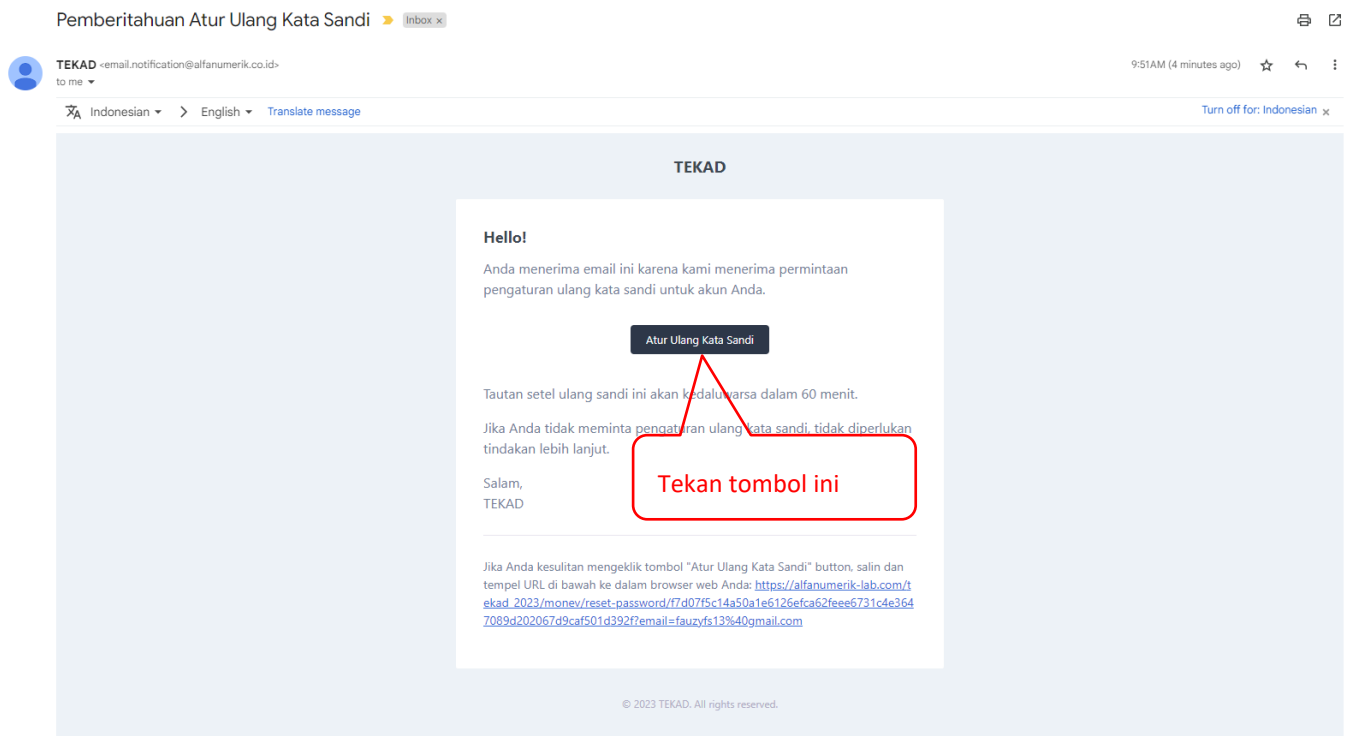 Pemberitahuan Atur Ulang Kata Sandi Inbox ×
TEKAD <email.notification@alfanumerik.co.id> 9:51AM (4 minutes ago)
to me
Indonesian > English Translate message Turn off for: Indonesian ×
TEKAD
Hello!
Anda menerima email ini karena kami menerima permintaan
pengaturan ulang kata sandi untuk akun Anda.
Atur Ulang Kata Sandi
Tautan setel ulang sandi ini akan kedaluwarsa dalam 60 menit.
Jika Anda tidak meminta pengaturan ulang kata sandi, tidak diperlukan
tindakan lebih lanjut.
Tekan tombol ini
Salam,
TEKAD
Jika Anda kesulitan mengeklik tombol "Atur Ulang Kata Sandi" button, salin dan
tempel URL di bawah ke dalam browser web Anda: https://alfanumerik-lab.com/t
ekad_2023/monev/reset-password/f7d07f5c14a50a1e6126efca62feee6731c4e364
7089d202067d9caf501d392f?email=fauzyfs13%40gmail.com
© 2023 TEKAD. All rights reserved.